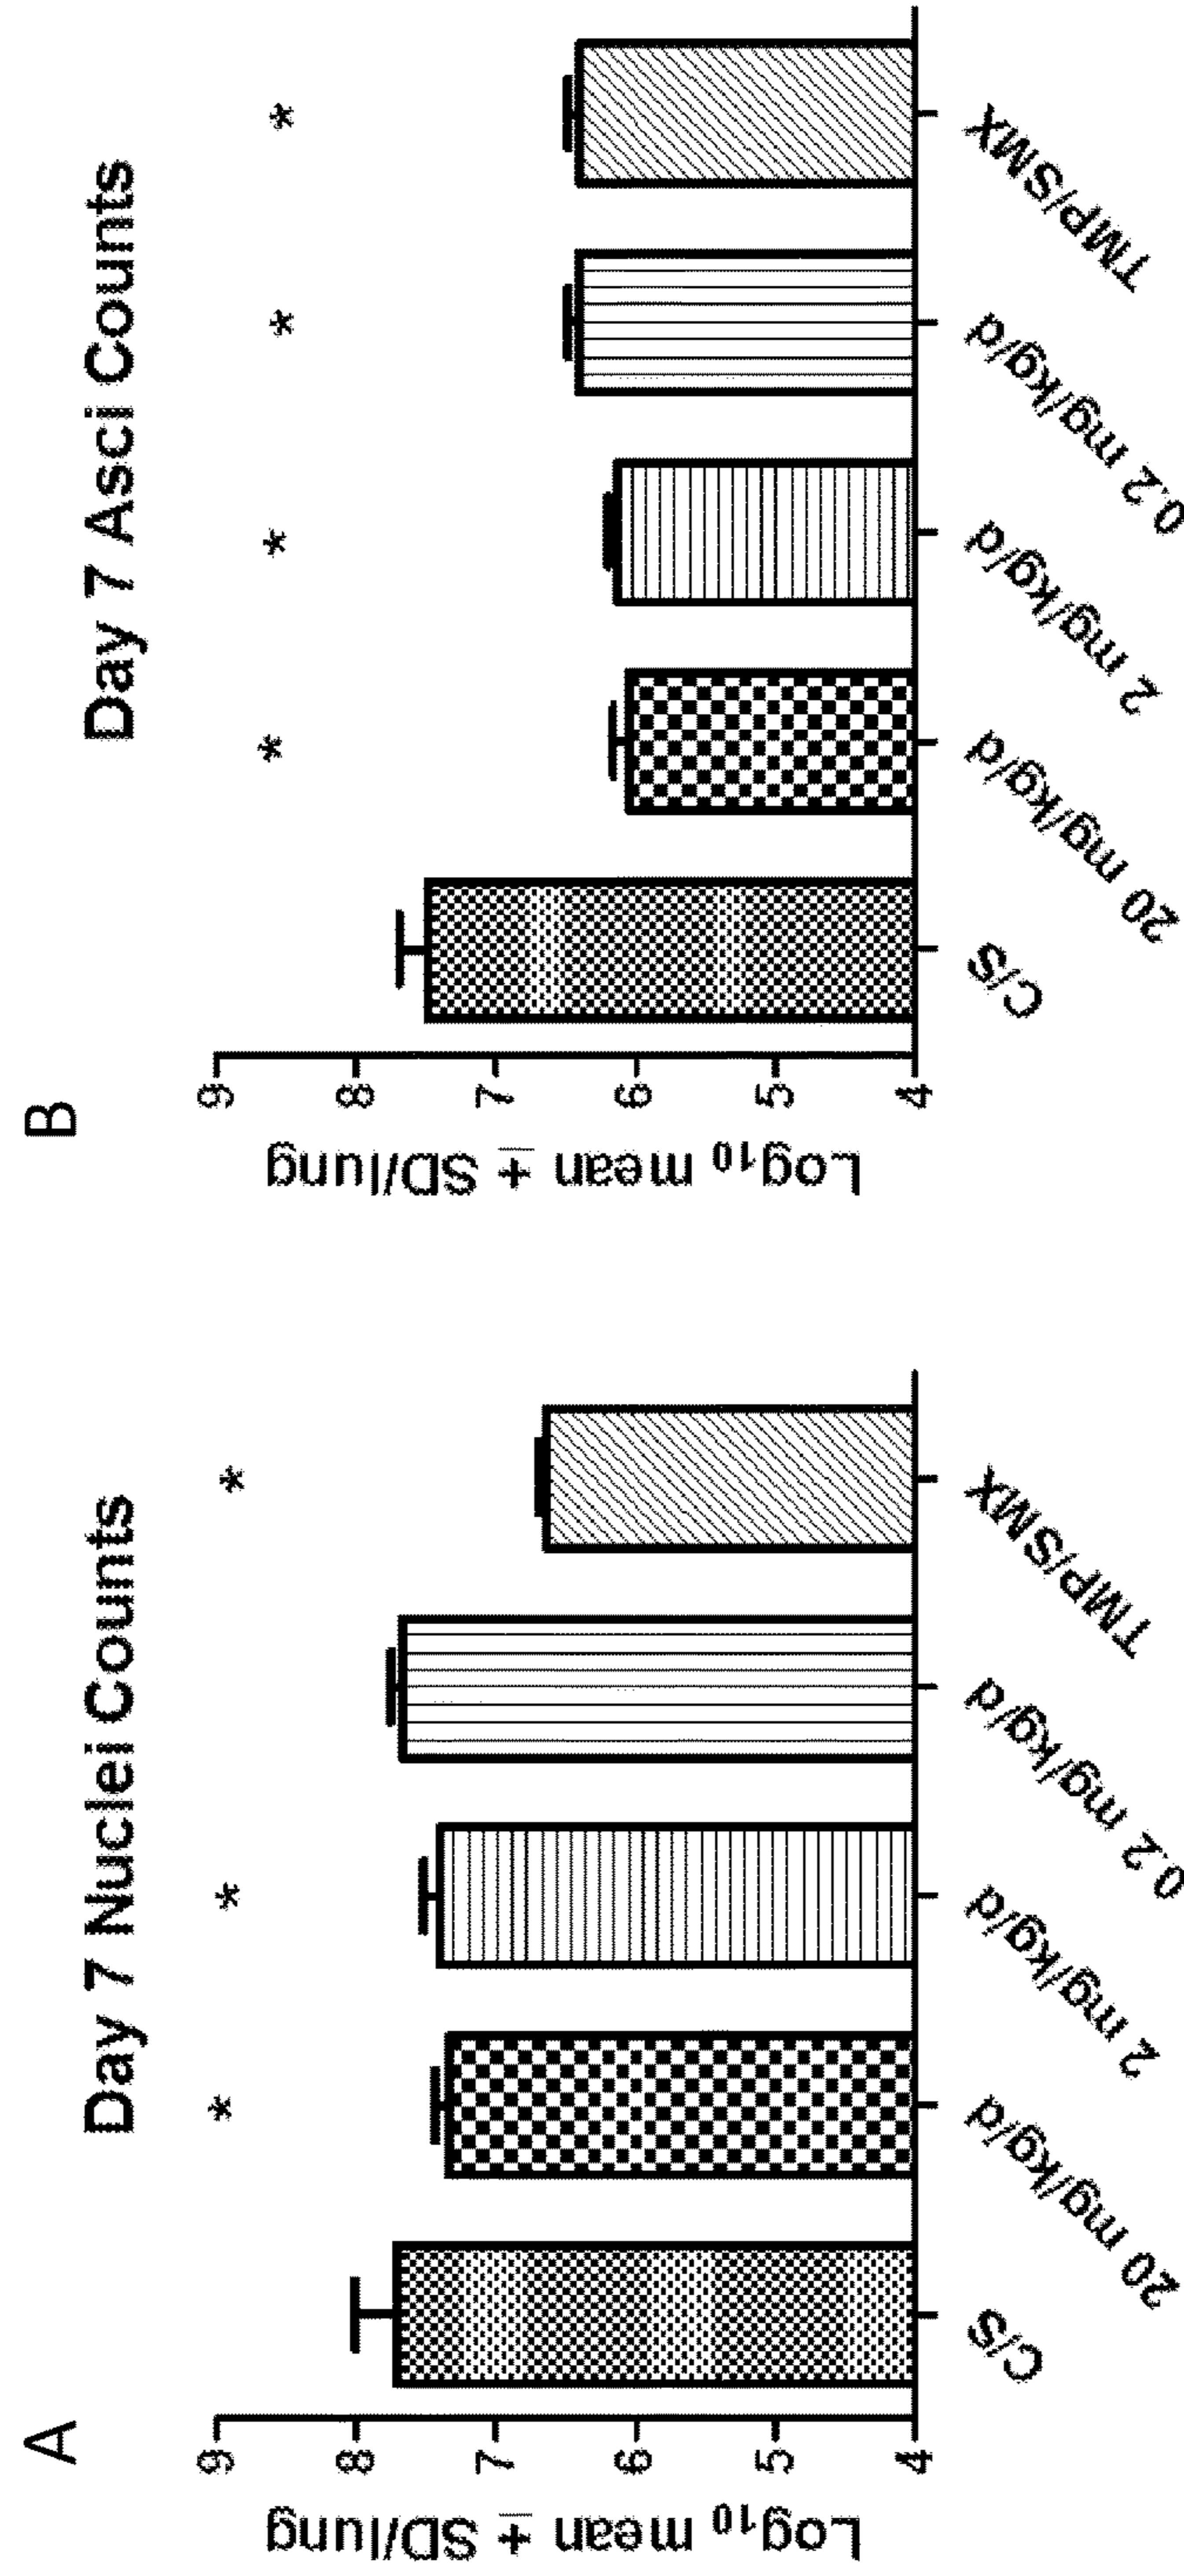 A
Day 7 Nuclei Counts
* * *
9
8
7
6
5
4
Log₁₀ mean ± SD/lung
C/S
20 mg/kg/d
2 mg/kg/d
0.2 mg/kg/d
TMP/SMX
B
Day 7 Asci Counts
* * * *
9
8
7
6
5
4
Log₁₀ mean ± SD/lung
C/S
20 mg/kg/d
2 mg/kg/d
0.2 mg/kg/d
TMP/SMX